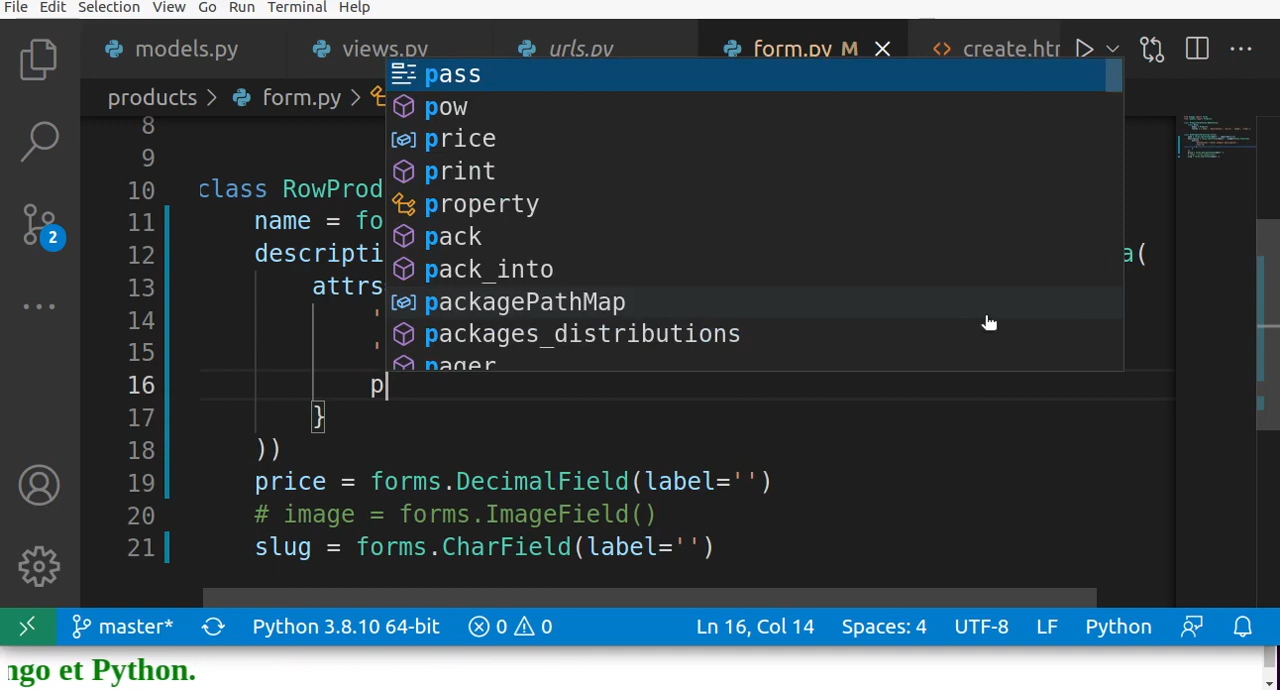 File Edit Selection View Go Run Terminal Help
models.py views.py urls.py form.py M create.htm
products > form.py >
8
9
10 class RowProd
11 name = fo
12 descripti a(
13 attrs
14 '
15 '
16 p
17 }
18 ))
19 price = forms.DecimalField(label='')
20 # image = forms.ImageField()
21 slug = forms.CharField(label='')
pass
pow
price
print
property
pack
pack_into
packagePathMap
packages_distributions
pager
2
master* Python 3.8.10 64-bit 0 0 Ln 16, Col 14 Spaces: 4 UTF-8 LF Python
ngo et Python.